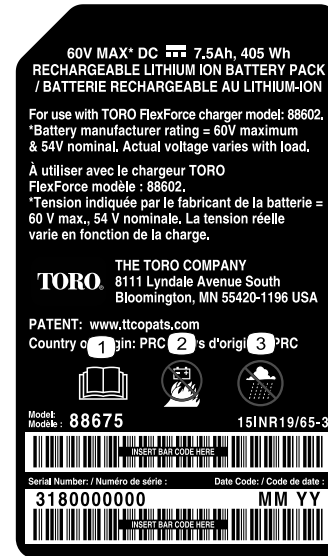 60V MAX* DC 7.5Ah, 405 Wh
RECHARGEABLE LITHIUM ION BATTERY PACK
/ BATTERIE RECHARGEABLE AU LITHIUM-ION
For use with TORO FlexForce charger model: 88602.
*Battery manufacturer rating = 60V maximum
& 54V nominal. Actual voltage varies with load.
À utiliser avec le chargeur TORO
FlexForce modèle : 88602.
*Tension indiquée par le fabricant de la batterie =
60 V max., 54 V nominale. La tension réelle
varie en fonction de la charge.
TORO.
THE TORO COMPANY
8111 Lyndale Avenue South
Bloomington, MN 55420-1196 USA
PATENT: www.ttcopats.com
Country o 1 gin: PRC 2 s d'origi 3 PRC
Model:
Modèle : 88675 15INR19/65-3
INSERT BAR CODE HERE
Serial Number: / Numéro de série : Date Code: / Code de date :
3180000000 MM YY
INSERT BAR CODE HERE